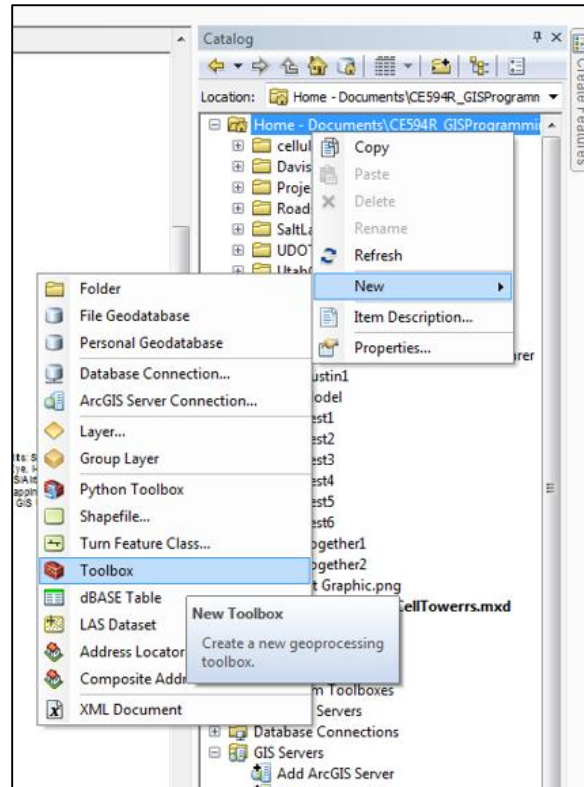 Catalog
Location: Home - Documents\CE594R_GISProgramn
Home - Documents\CE594R_GISProgrammi
cellul
Davis
Proje
Road
SaltLa
UDOT
Copy
Paste
Delete
Rename
Refresh
New
Item Description...
Properties...
Folder
File Geodatabase
Personal Geodatabase
Database Connection...
ArcGIS Server Connection...
Layer...
Group Layer
Python Toolbox
Shapefile...
Turn Feature Class...
Toolbox
dBASE Table
LAS Dataset
Address Locator
Composite Addr
XML Document
New Toolbox
Create a new geoprocessing
toolbox.
rer
ustin1
odel
est1
est2
est3
est4
est5
est6
ogether1
ogether2
t Graphic.png
CellTowerrs.mxd
m Toolboxes
Servers
Database Connections
GIS Servers
Add ArcGIS Server
Create Features